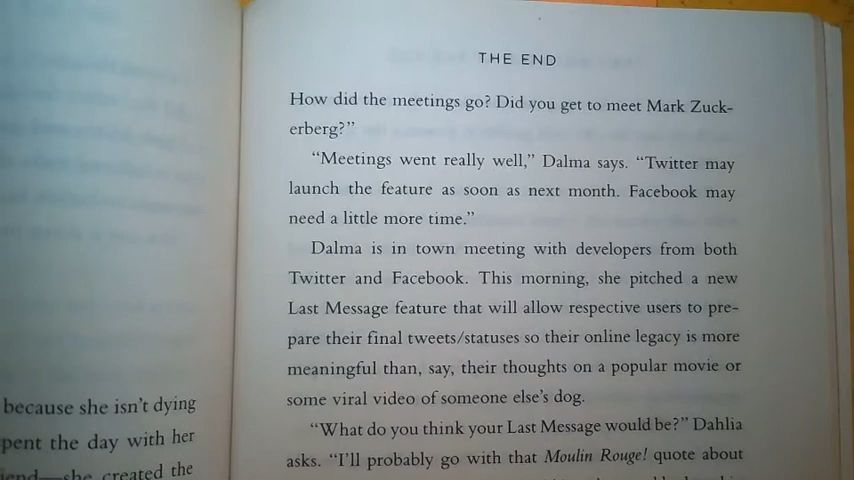 because she isn't dying
pent the day with her
she created the
THE END
How did the meetings go? Did you get to meet Mark Zuck-
erberg?"
"Meetings went really well," Dalma says. "Twitter may
launch the feature as soon as next month. Facebook may
need a little more time."
Dalma is in town meeting with developers from both
Twitter and Facebook. This morning, she pitched a new
Last Message feature that will allow respective users to pre-
pare their final tweets/statuses so their online legacy is more
meaningful than, say, their thoughts on a popular movie or
some viral video of someone else's dog.
"What do you think your Last Message would be?" Dahlia
asks. "I'll probably go with that Moulin Rouge! quote about